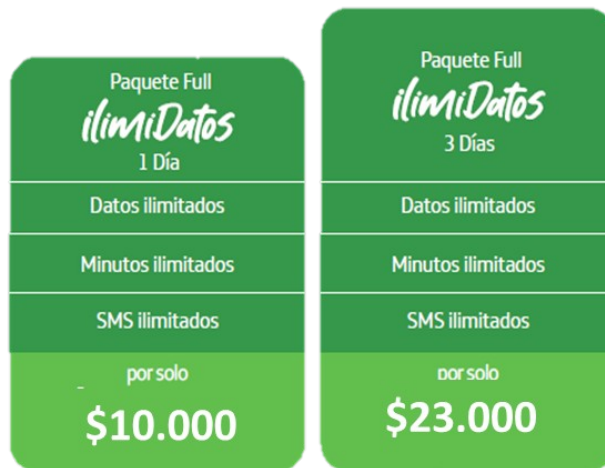 Paquete Full
ilimiDatos
1 Día
Datos ilimitados
Minutos ilimitados
SMS ilimitados
por solo
$10.000
Paquete Full
ilimiDatos
3 Días
Datos ilimitados
Minutos ilimitados
SMS ilimitados
por solo
$23.000